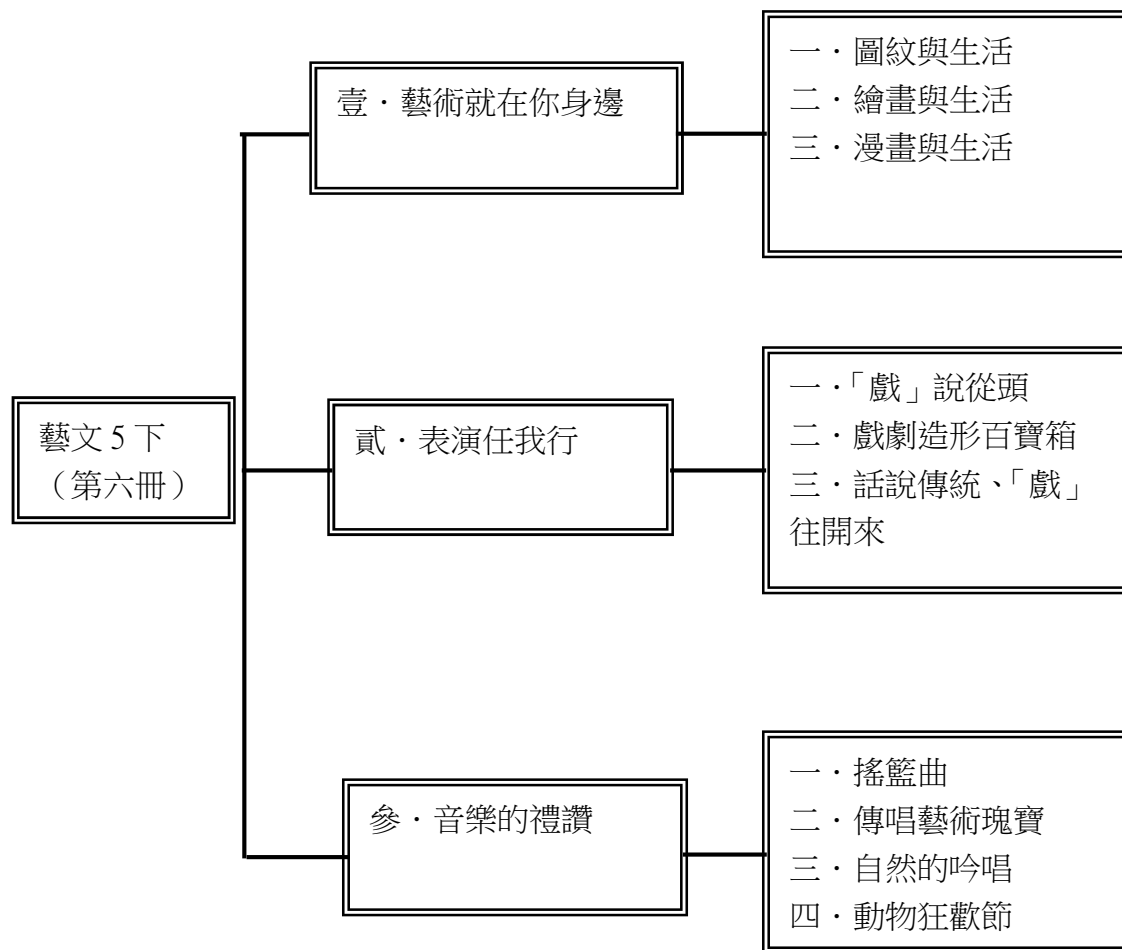 藝文 5 下
（第六冊）
壹．藝術就在你身邊
一．圖紋與生活
二．繪畫與生活
三．漫畫與生活
貳．表演任我行
一．「戲」說從頭
二．戲劇造形百寶箱
三．話說傳統、「戲」
往開來
參．音樂的禮讚
一．搖籃曲
二．傳唱藝術瑰寶
三．自然的吟唱
四．動物狂歡節